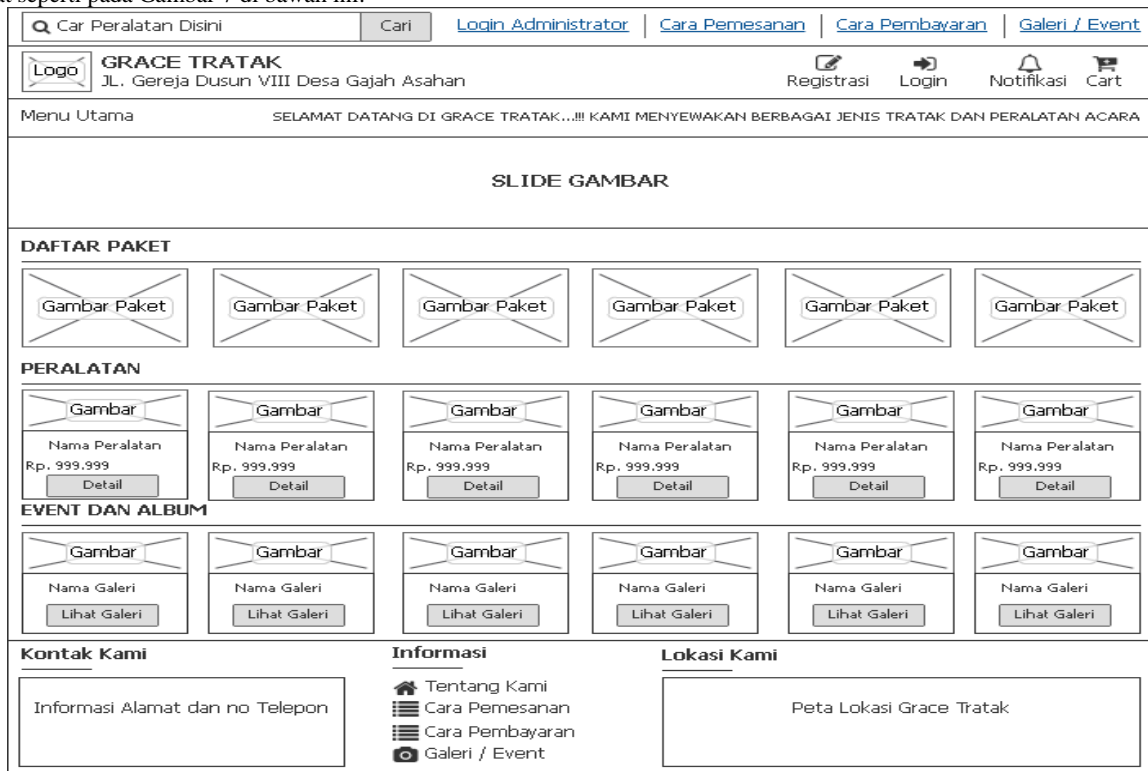 at seperti pada Gambar 7 di bawah ini:
Car Peralatan Disini Cari Login Administrator Cara Pemesanan Cara Pembayaran Galeri / Event
Logo GRACE TRATAK
JL. Gereja Dusun VIII Desa Gajah Asahan
Registrasi Login Notifikasi Cart
Menu Utama SELAMAT DATANG DI GRACE TRATAK...!!! KAMI MENYEWAKAN BERBAGAI JENIS TRATAK DAN PERALATAN ACARA
SLIDE GAMBAR
DAFTAR PAKET
Gambar Paket Gambar Paket Gambar Paket Gambar Paket Gambar Paket Gambar Paket
PERALATAN
Gambar Gambar Gambar Gambar Gambar Gambar
Nama Peralatan Nama Peralatan Nama Peralatan Nama Peralatan Nama Peralatan Nama Peralatan
Rp. 999.999 Rp. 999.999 Rp. 999.999 Rp. 999.999 Rp. 999.999 Rp. 999.999
Detail Detail Detail Detail Detail Detail
EVENT DAN ALBUM
Gambar Gambar Gambar Gambar Gambar Gambar
Nama Galeri Nama Galeri Nama Galeri Nama Galeri Nama Galeri Nama Galeri
Lihat Galeri Lihat Galeri Lihat Galeri Lihat Galeri Lihat Galeri Lihat Galeri
Kontak Kami
Informasi Alamat dan no Telepon
Informasi
Tentang Kami
Cara Pemesanan
Cara Pembayaran
Galeri / Event
Lokasi Kami
Peta Lokasi Grace Tratak